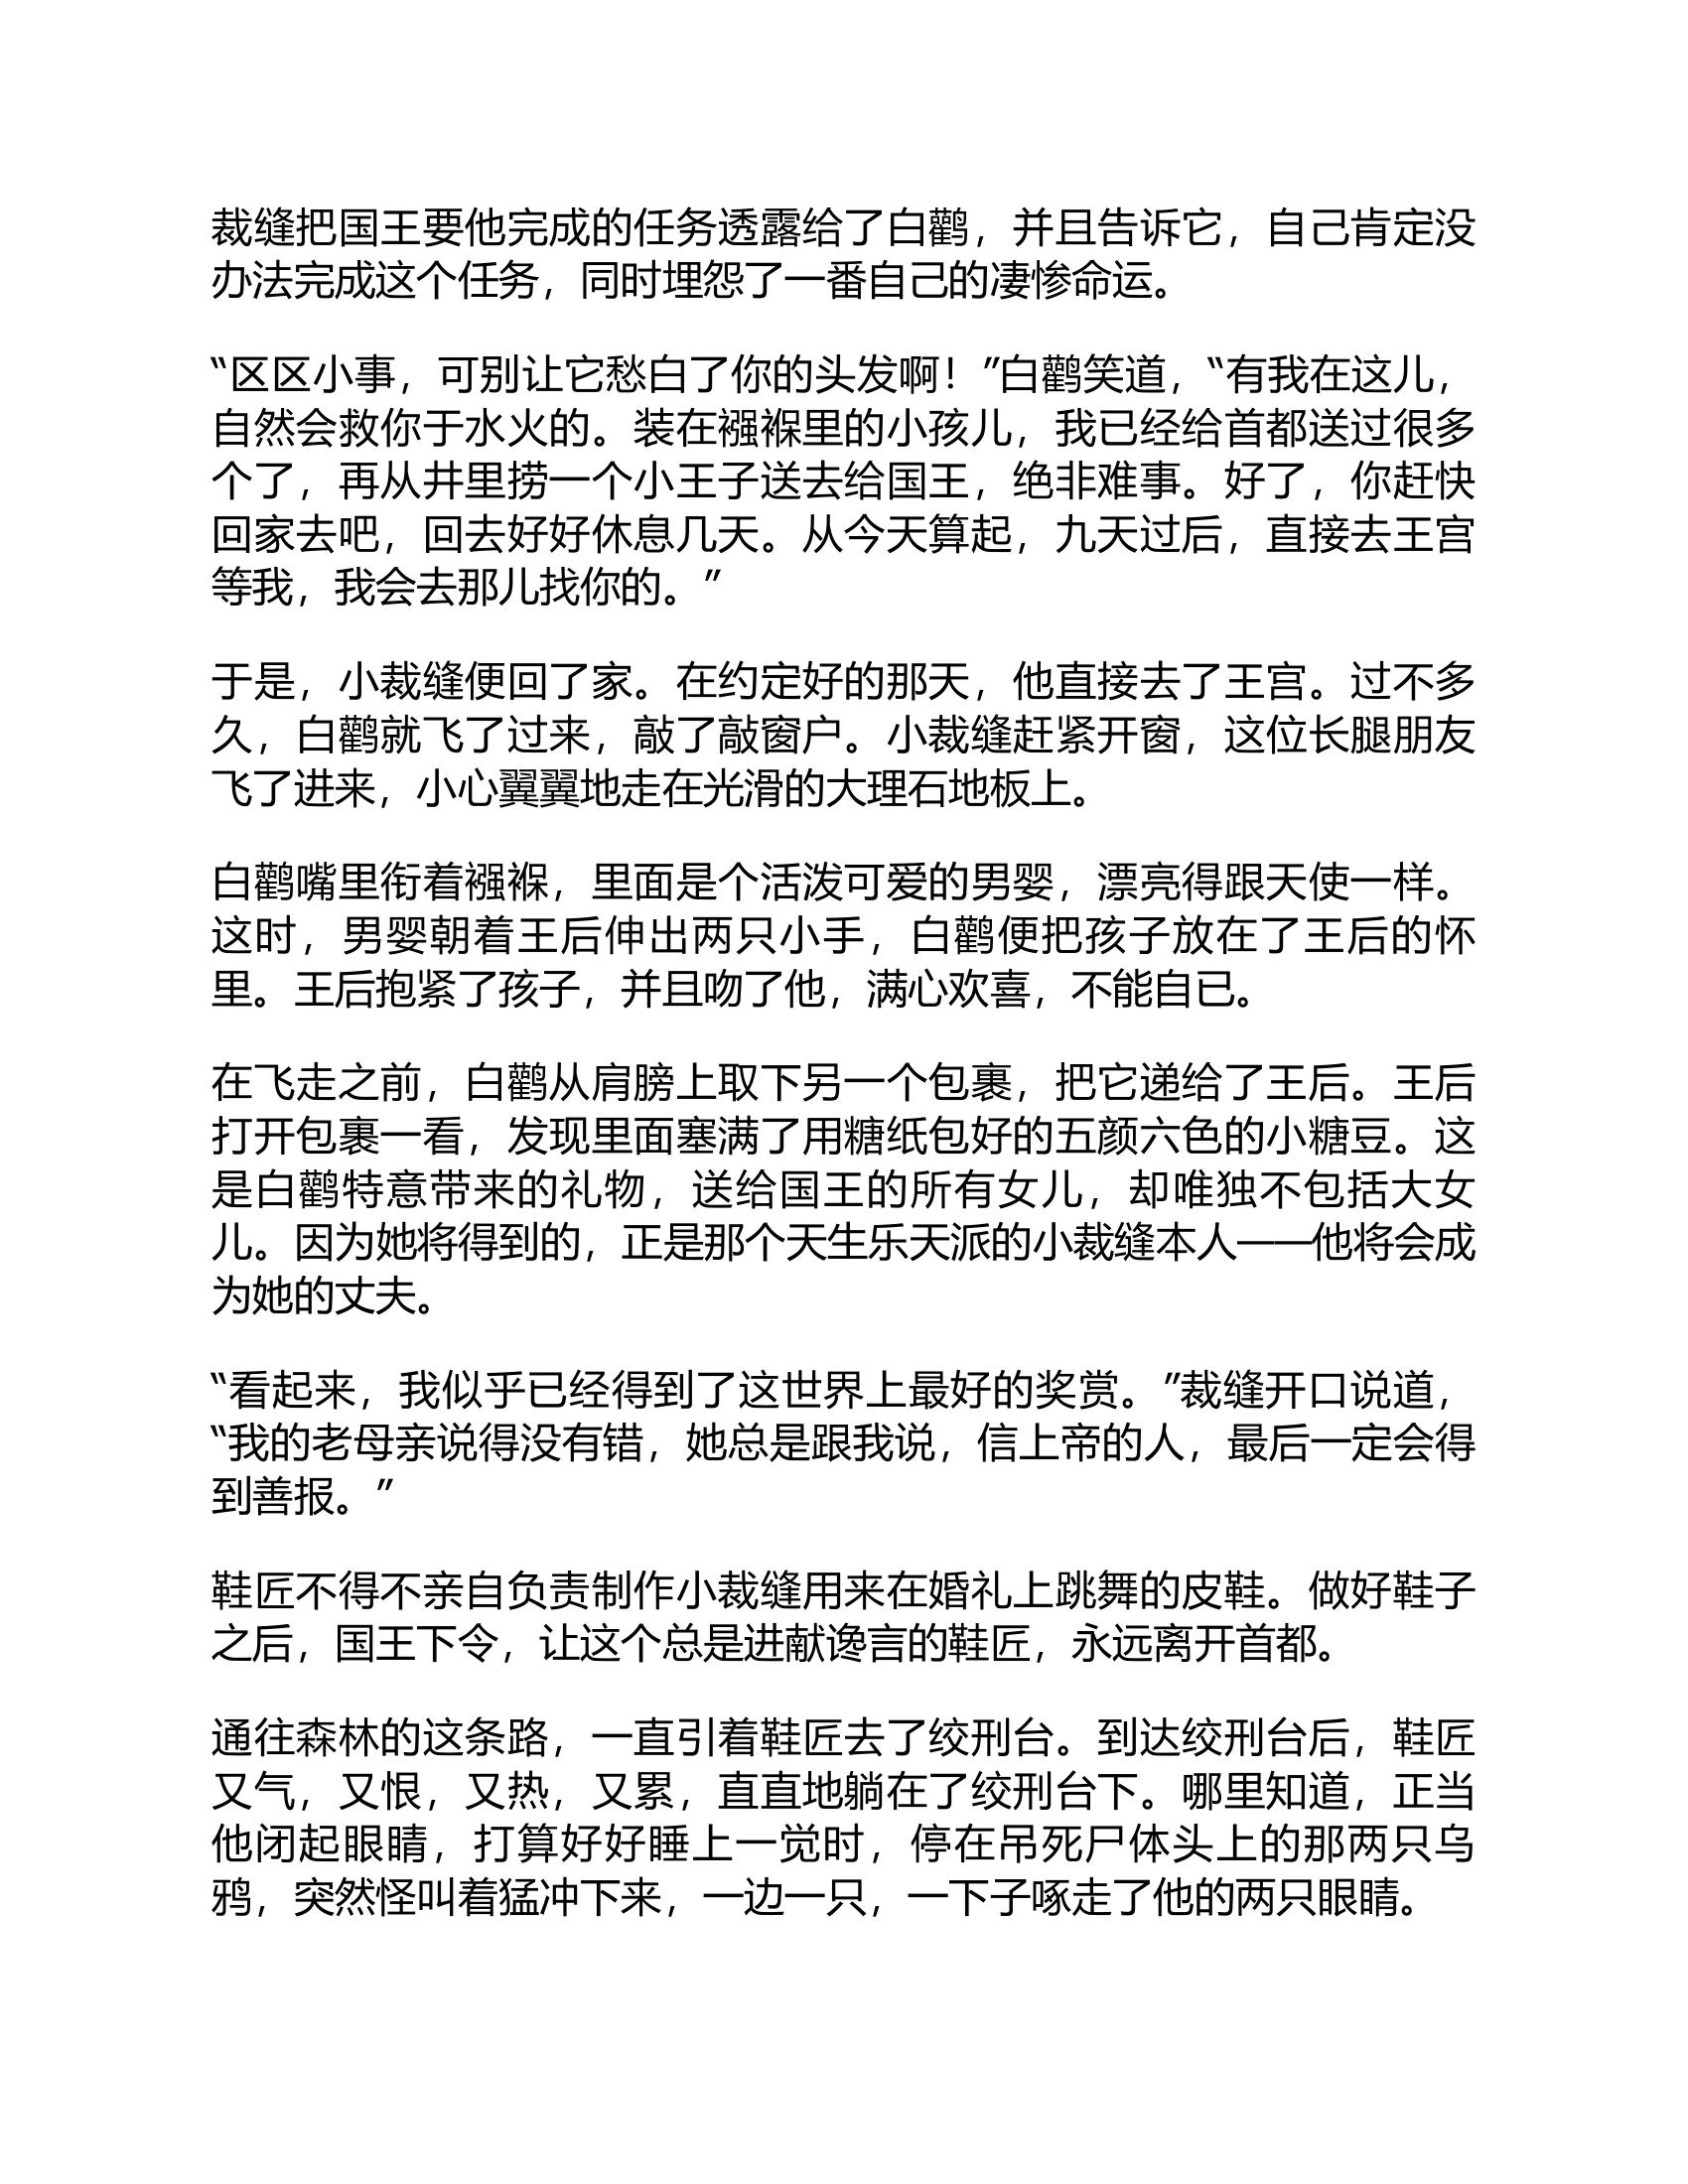 裁缝把国王要他完成的任务透露给了白鹳，并且告诉它，自己肯定没
办法完成这个任务，同时埋怨了一番自己的凄惨命运。
“区区小事，可别让它愁白了你的头发啊！”白鹳笑道，“有我在这儿，
自然会救你于水火的。装在襁褓里的小孩儿，我已经给首都送过很多
个了，再从井里捞一个小王子送去给国王，绝非难事。好了，你赶快
回家去吧，回去好好休息几天。从今天算起，九天过后，直接去王宫
等我，我会去那儿找你的。”
于是，小裁缝便回了家。在约定好的那天，他直接去了王宫。过不多
久，白鹳就飞了过来，敲了敲窗户。小裁缝赶紧开窗，这位长腿朋友
飞了进来，小心翼翼地走在光滑的大理石地板上。
白鹳嘴里衔着襁褓，里面是个活泼可爱的男婴，漂亮得跟天使一样。
这时，男婴朝着王后伸出两只小手，白鹳便把孩子放在了王后的怀
里。王后抱紧了孩子，并且吻了他，满心欢喜，不能自已。
在飞走之前，白鹳从肩膀上取下另一个包裹，把它递给了王后。王后
打开包裹一看，发现里面塞满了用糖纸包好的五颜六色的小糖豆。这
是白鹳特意带来的礼物，送给国王的所有女儿，却唯独不包括大女
儿。因为她将得到的，正是那个天生乐天派的小裁缝本人——他将会成
为她的丈夫。
“看起来，我似乎已经得到了这世界上最好的奖赏。”裁缝开口说道，
“我的老母亲说得没有错，她总是跟我说，信上帝的人，最后一定会得
到善报。”
鞋匠不得不亲自负责制作小裁缝用来在婚礼上跳舞的皮鞋。做好鞋子
之后，国王下令，让这个总是进献谗言的鞋匠，永远离开首都。
通往森林的这条路，一直引着鞋匠去了绞刑台。到达绞刑台后，鞋匠
又气，又恨，又热，又累，直直地躺在了绞刑台下。哪里知道，正当
他闭起眼睛，打算好好睡上一觉时，停在吊死尸体头上的那两只乌
鸦，突然怪叫着猛冲下来，一边一只，一下子啄走了他的两只眼睛。